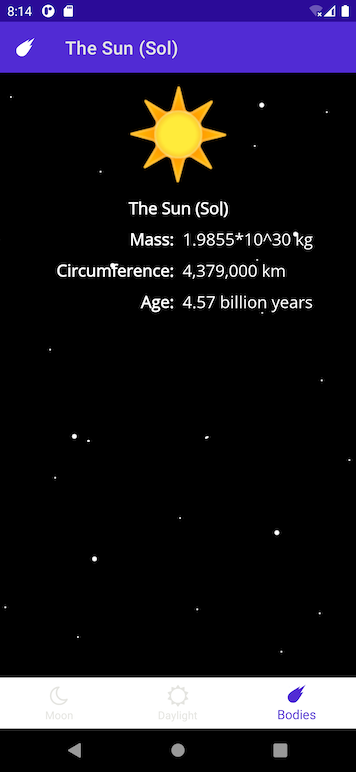 8:14
The Sun (Sol)
The Sun (Sol)
Mass: 1.9855*10^30 kg
Circumference: 4,379,000 km
Age: 4.57 billion years
Moon Daylight Bodies